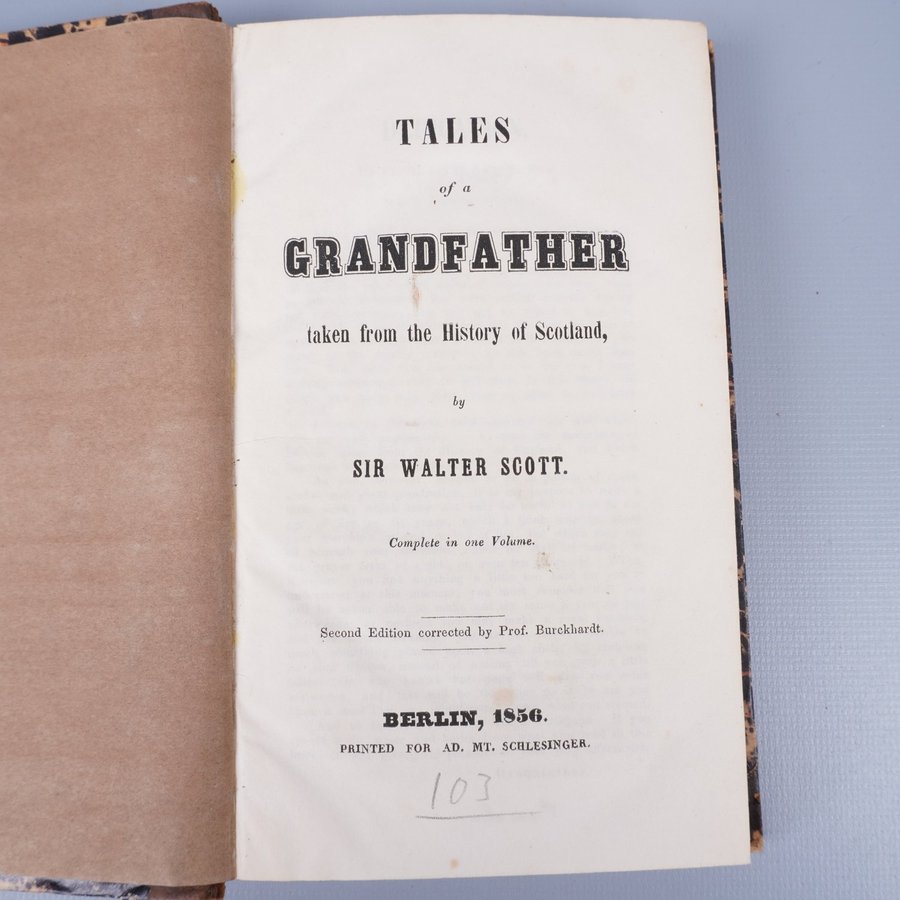 TALES
of a
GRANDFATHER
taken from the History of Scotland,
by
SIR WALTER SCOTT.
Complete in one Volume.
Second Edition corrected by Prof. Burckhardt.
BERLIN, 1856.
PRINTED FOR AD. MT. SCHLESINGER.
103